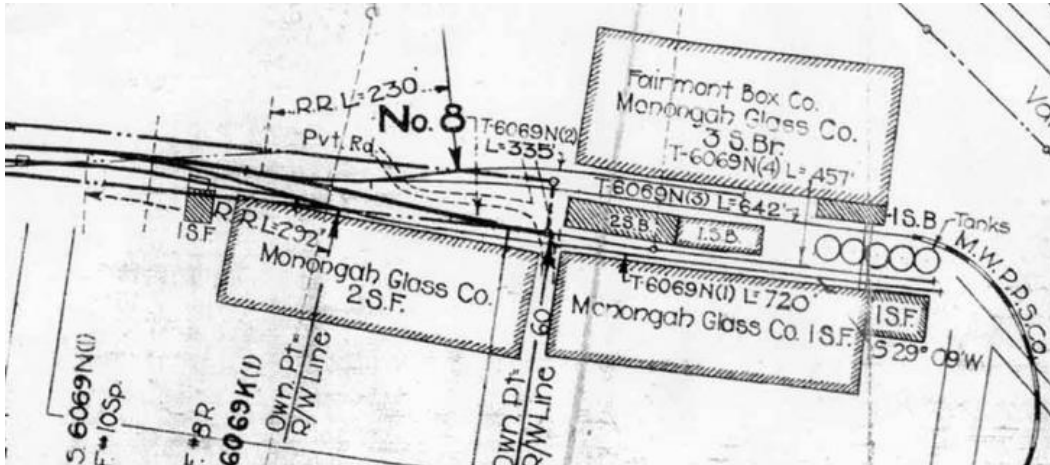 R.R. L=230'
No. 8
Pvt. Rd.
T-6069N(2)
L=335'
Fairmont Box Co.
Monongah Glass Co.
3 S.Br.
T-6069N(4) L=457'
T-6069N(3) L=642'
1 S.B.
Tanks
M.W.P.S.Co.
2 S.B.
1.S.B.
1 S.F.
R.R. L=292'
Monongah Glass Co.
2 S.F.
T-6069N(1) L=720'
Monongah Glass Co. 1 S.F.
1 S.F.
S 29° 09' W.
60'
Own. Pt=
R/W Line
Own. Pt=
R/W Line
S. 6069N(1)
F. #10Sp.
F. #8R
6069K(1)